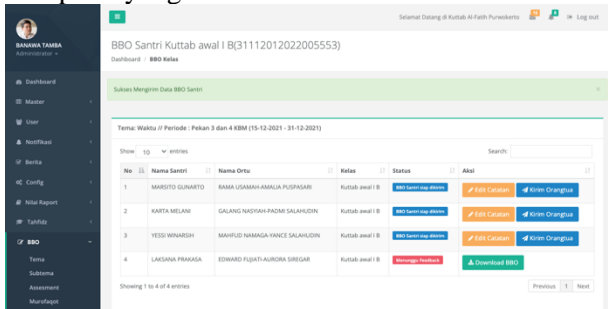 BANAWA TAMBA
Administrator
Dashboard
Master
User
Notifikasi
Berita
Config
Nilai Raport
Tahfidz
BBO
Tema
Subtema
Assesment
Murofaqot
Selamat Datang di Kuttab Al-Fatih Purwokerto
Log out
BBO Santri Kuttab awal I B(31112012022005553)
Dashboard / BBO Kelas
Sukses Mengirim Data BBO Santri
Tema: Waktu // Periode : Pekan 3 dan 4 KBM (15-12-2021 - 31-12-2021)
Show 10 entries
Search:
No Nama Santri Nama Ortu Kelas Status Aksi
1 MARSITO GUNARTO RAMA USAMAH-AMALIA PUSPASARI Kuttab awal I B BBO Santri siap dikirim Edit Catatan Kirim Orangtua
2 KARTA MELANI GALANG NASYIAH-PADMI SALAHUDIN Kuttab awal I B BBO Santri siap dikirim Edit Catatan Kirim Orangtua
3 YESSI WINARSIH MAHFUD NAMAGA-YANCE SALAHUDIN Kuttab awal I B BBO Santri siap dikirim Edit Catatan Kirim Orangtua
4 LAKSANA PRAKASA EDWARD FUJIATI-AURORA SIREGAR Kuttab awal I B Menunggu Feedback Download BBO
Showing 1 to 4 of 4 entries
Previous 1 Next